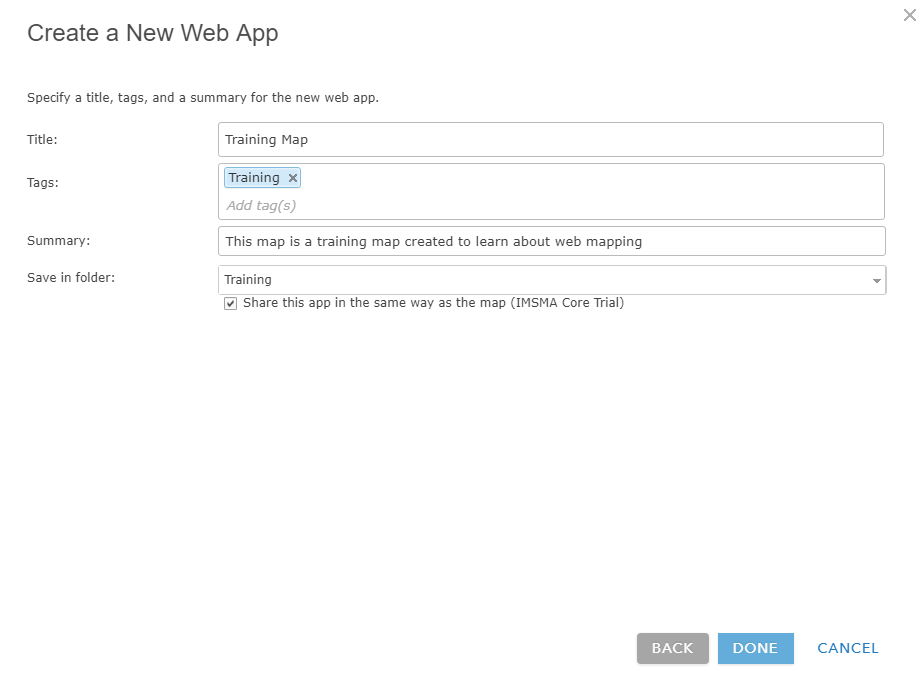 Create a New Web App
Specify a title, tags, and a summary for the new web app.
Title: Training Map
Tags: Training
Add tag(s)
Summary: This map is a training map created to learn about web mapping
Save in folder: Training
Share this app in the same way as the map (IMSMA Core Trial)
BACK DONE CANCEL